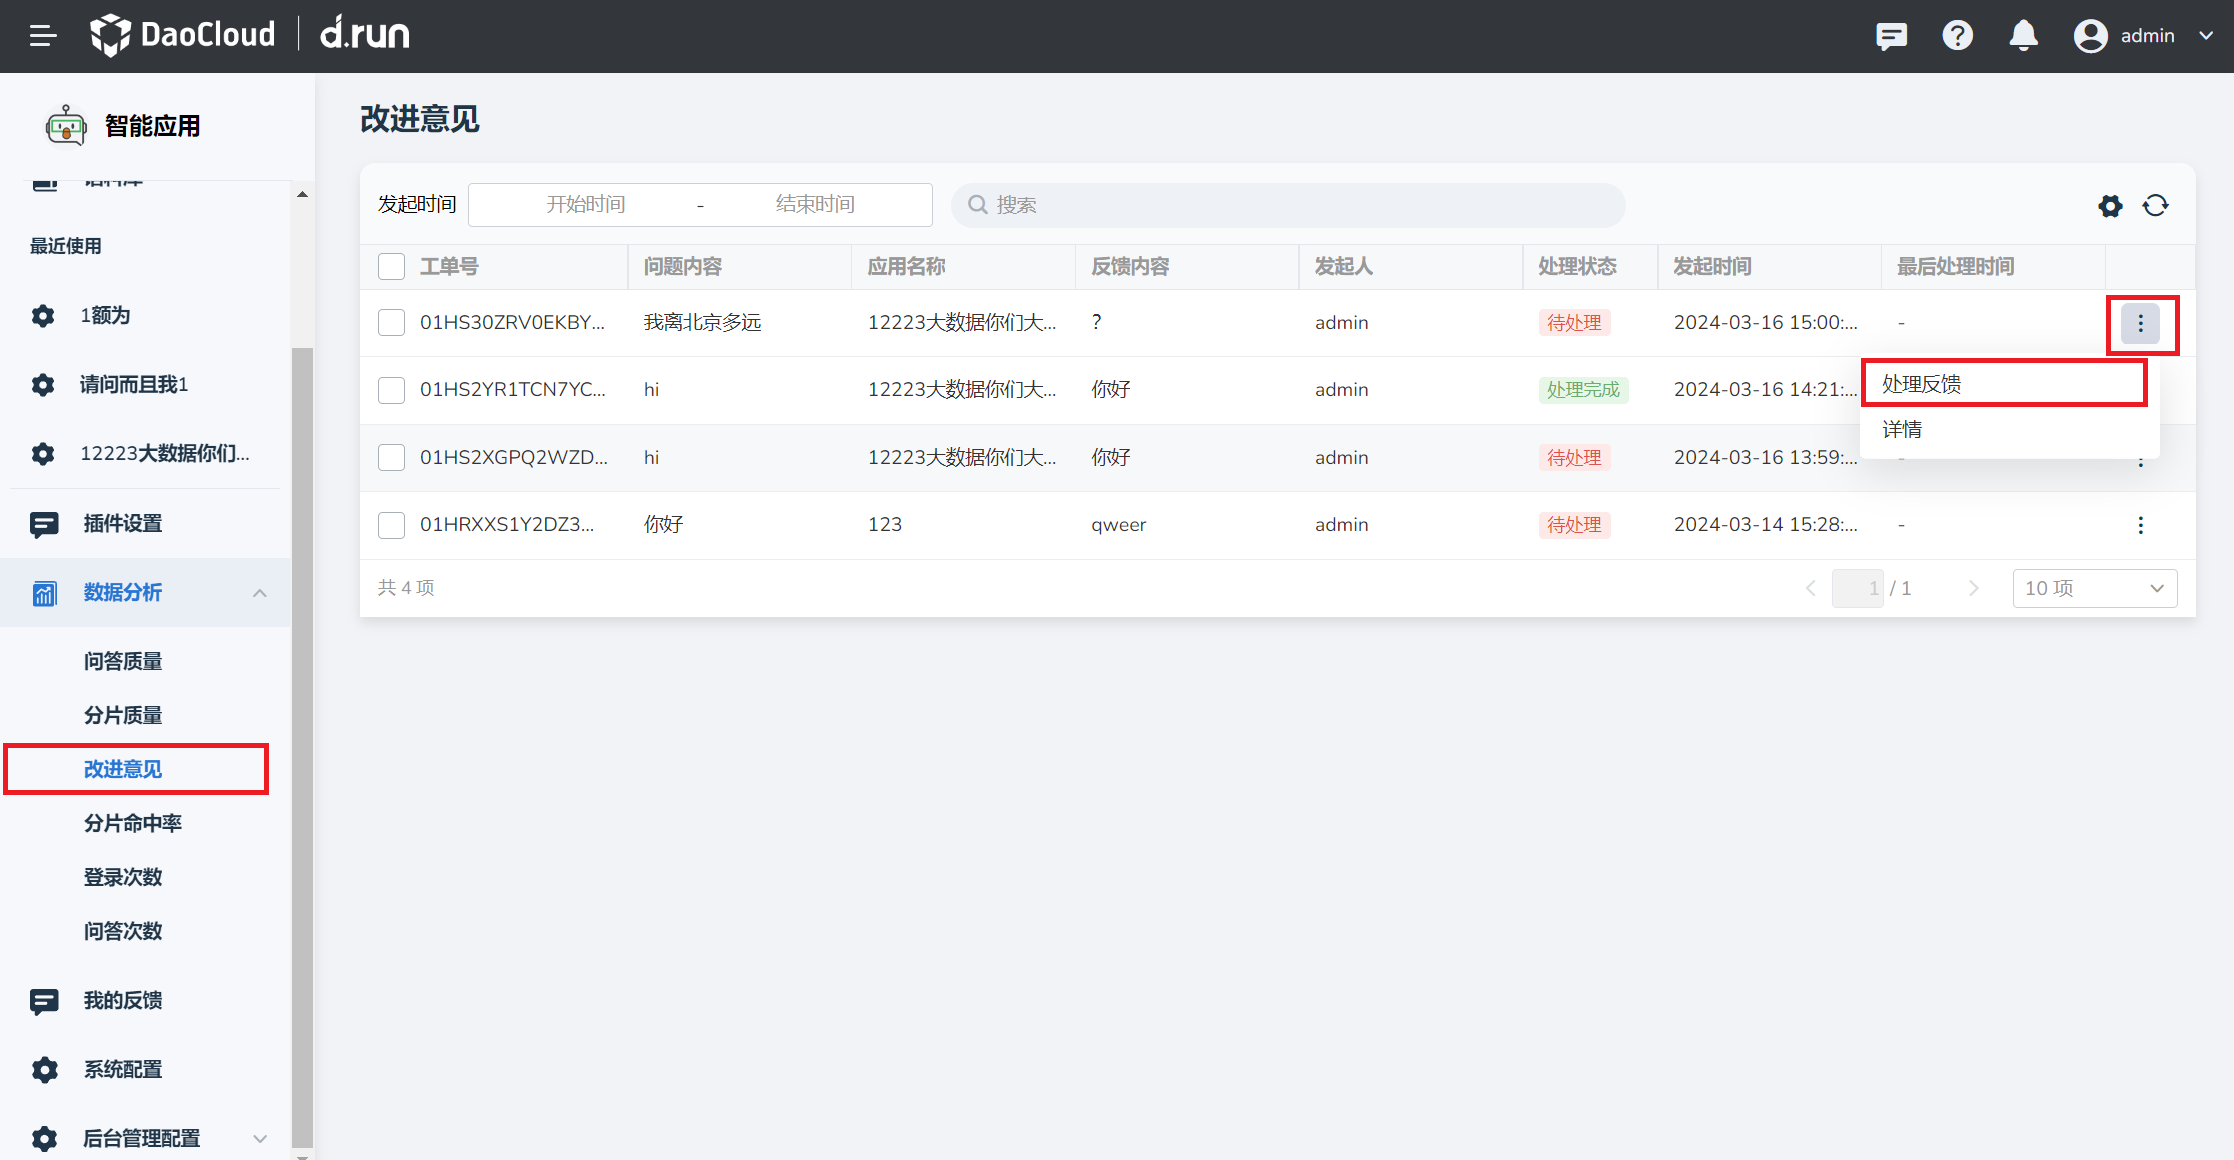 DaoCloud | d.run
admin
智能应用
语料库
最近使用
1额为
请问而且我1
12223大数据你们...
插件设置
数据分析
问答质量
分片质量
改进意见
分片命中率
登录次数
问答次数
我的反馈
系统配置
后台管理配置
改进意见
发起时间 开始时间 - 结束时间 搜索
工单号 问题内容 应用名称 反馈内容 发起人 处理状态 发起时间 最后处理时间
01HS30ZRV0EKBY... 我离北京多远 12223大数据你们大... ? admin 待处理 2024-03-16 15:00:... -
01HS2YR1TCN7YC... hi 12223大数据你们大... 你好 admin 处理完成 2024-03-16 14:21:...
处理反馈
详情
01HS2XGPQ2WZD... hi 12223大数据你们大... 你好 admin 待处理 2024-03-16 13:59:... -
01HRXXS1Y2DZ3... 你好 123 qweer admin 待处理 2024-03-14 15:28:... -
共 4 项 1 / 1 10 项